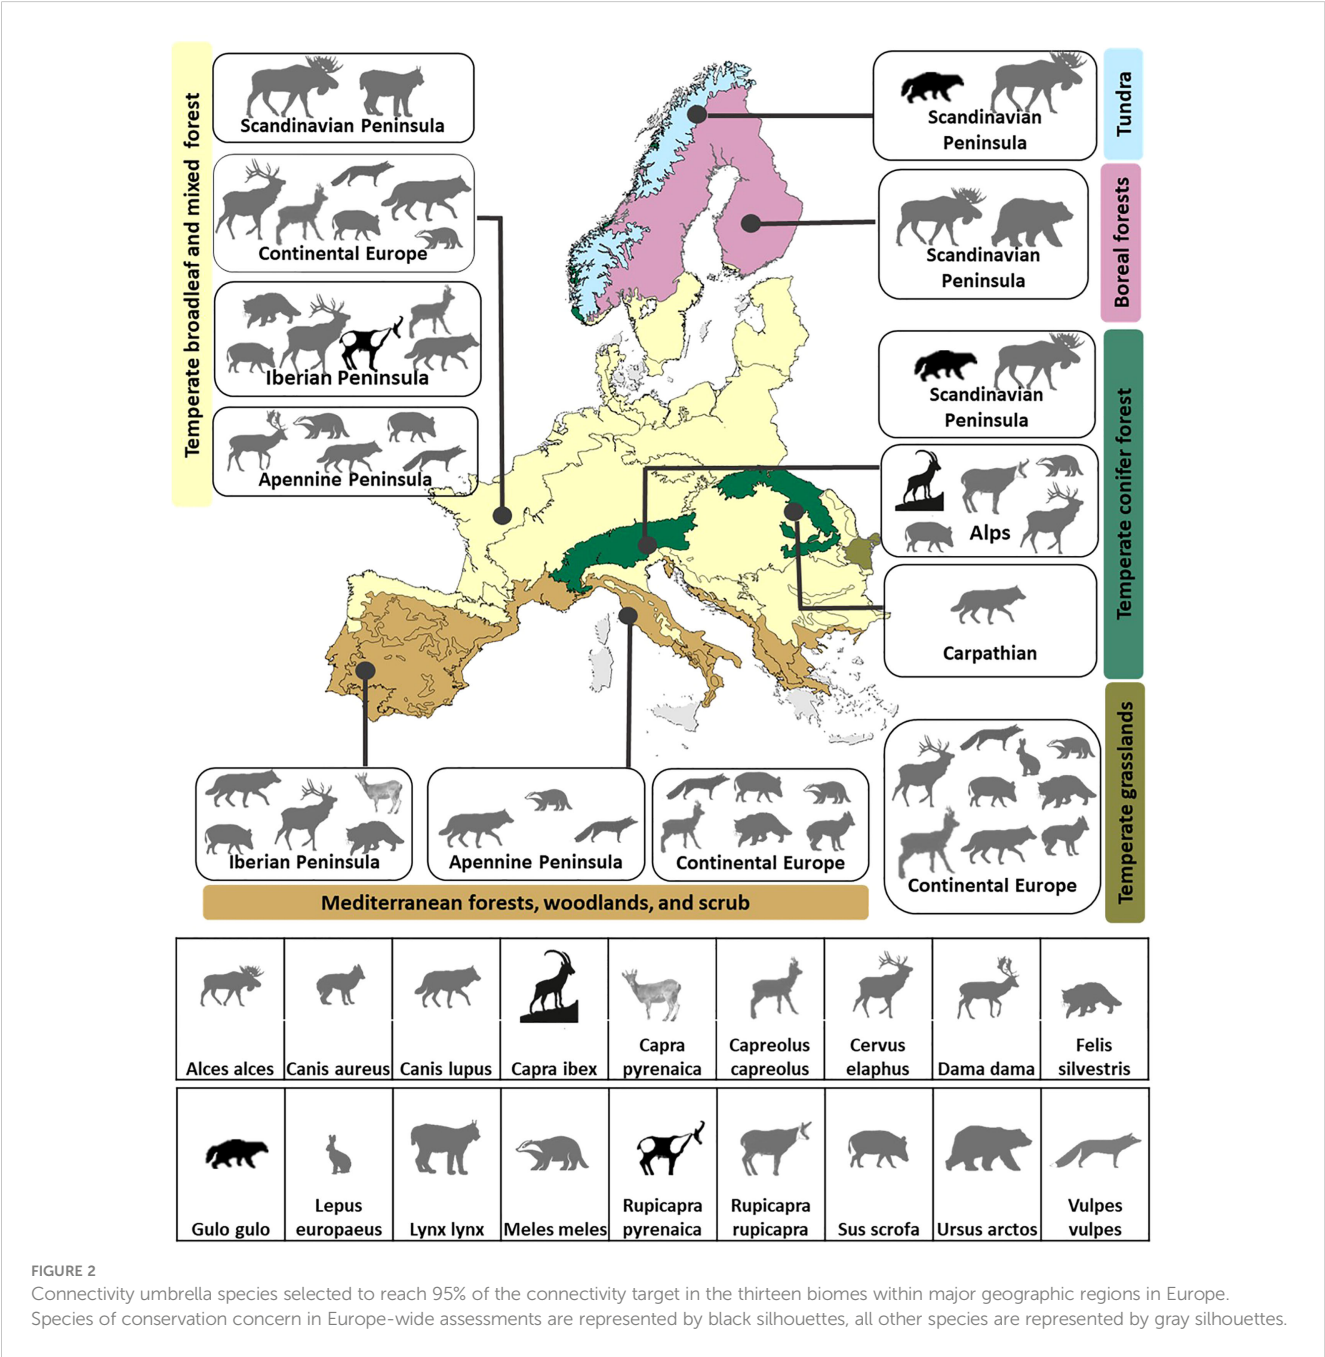 Temperate broadleaf and mixed forest
Scandinavian Peninsula
Continental Europe
Iberian Peninsula
Apennine Peninsula
Scandinavian
Peninsula
Tundra
Scandinavian
Peninsula
Boreal forests
Scandinavian
Peninsula
Alps
Carpathian
Temperate conifer forest
Continental Europe
Temperate grasslands
Iberian Peninsula
Apennine Peninsula
Continental Europe
Mediterranean forests, woodlands, and scrub
Alces alces
Canis aureus
Canis lupus
Capra ibex
Capra
pyrenaica
Capreolus
capreolus
Cervus
elaphus
Dama dama
Felis
silvestris
Gulo gulo
Lepus
europaeus
Lynx lynx
Meles meles
Rupicapra
pyrenaica
Rupicapra
rupicapra
Sus scrofa
Ursus arctos
Vulpes
vulpes
FIGURE 2
Connectivity umbrella species selected to reach 95% of the connectivity target in the thirteen biomes within major geographic regions in Europe.
Species of conservation concern in Europe-wide assessments are represented by black silhouettes, all other species are represented by gray silhouettes.